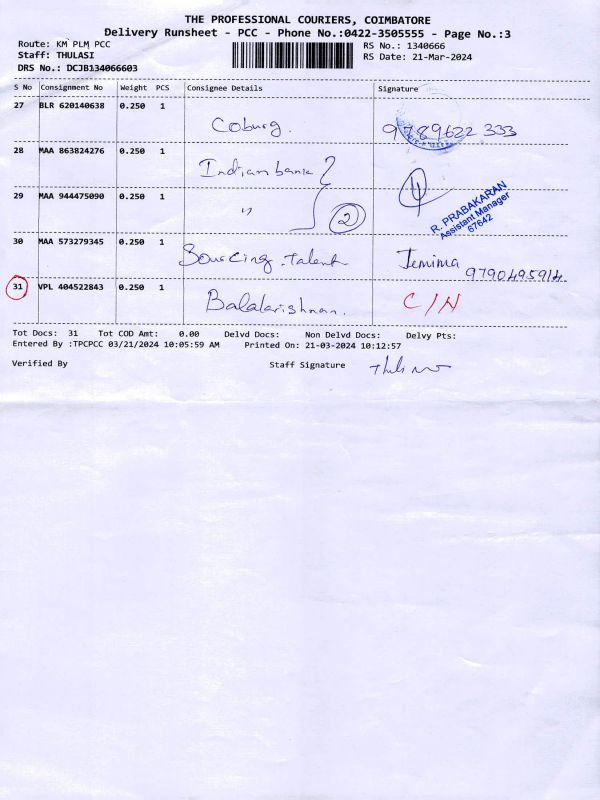 THE PROFESSIONAL COURIERS, COIMBATORE
Delivery Runsheet - PCC - Phone No.:0422-3505555 - Page No.:3
Route: KM PLM PCC
RS No.: 1340666
Staff: THULASI
RS Date: 21-Mar-2024
DRS No.: DCJB134066603
S No Consignment No Weight PCS Consignee Details Signature
27 BLR 620140638 0.250 1 Coburg. 9789622 333
28 MAA 863824276 0.250 1 Indian bank
29 MAA 944475090 0.250 1 " 2
R. PRABAKARAN
Assistant Manager
67642
30 MAA 573279345 0.250 1 Sourcing talent Jemima
9790495914
31 VPL 404522843 0.250 1 Balakrishnan. C/N
Tot Docs: 31 Tot COD Amt: 0.00 Delvd Docs: Non Delvd Docs: Delvy Pts:
Entered By :TPCPCC 03/21/2024 10:05:59 AM Printed On: 21-03-2024 10:12:57
Verified By Staff Signature